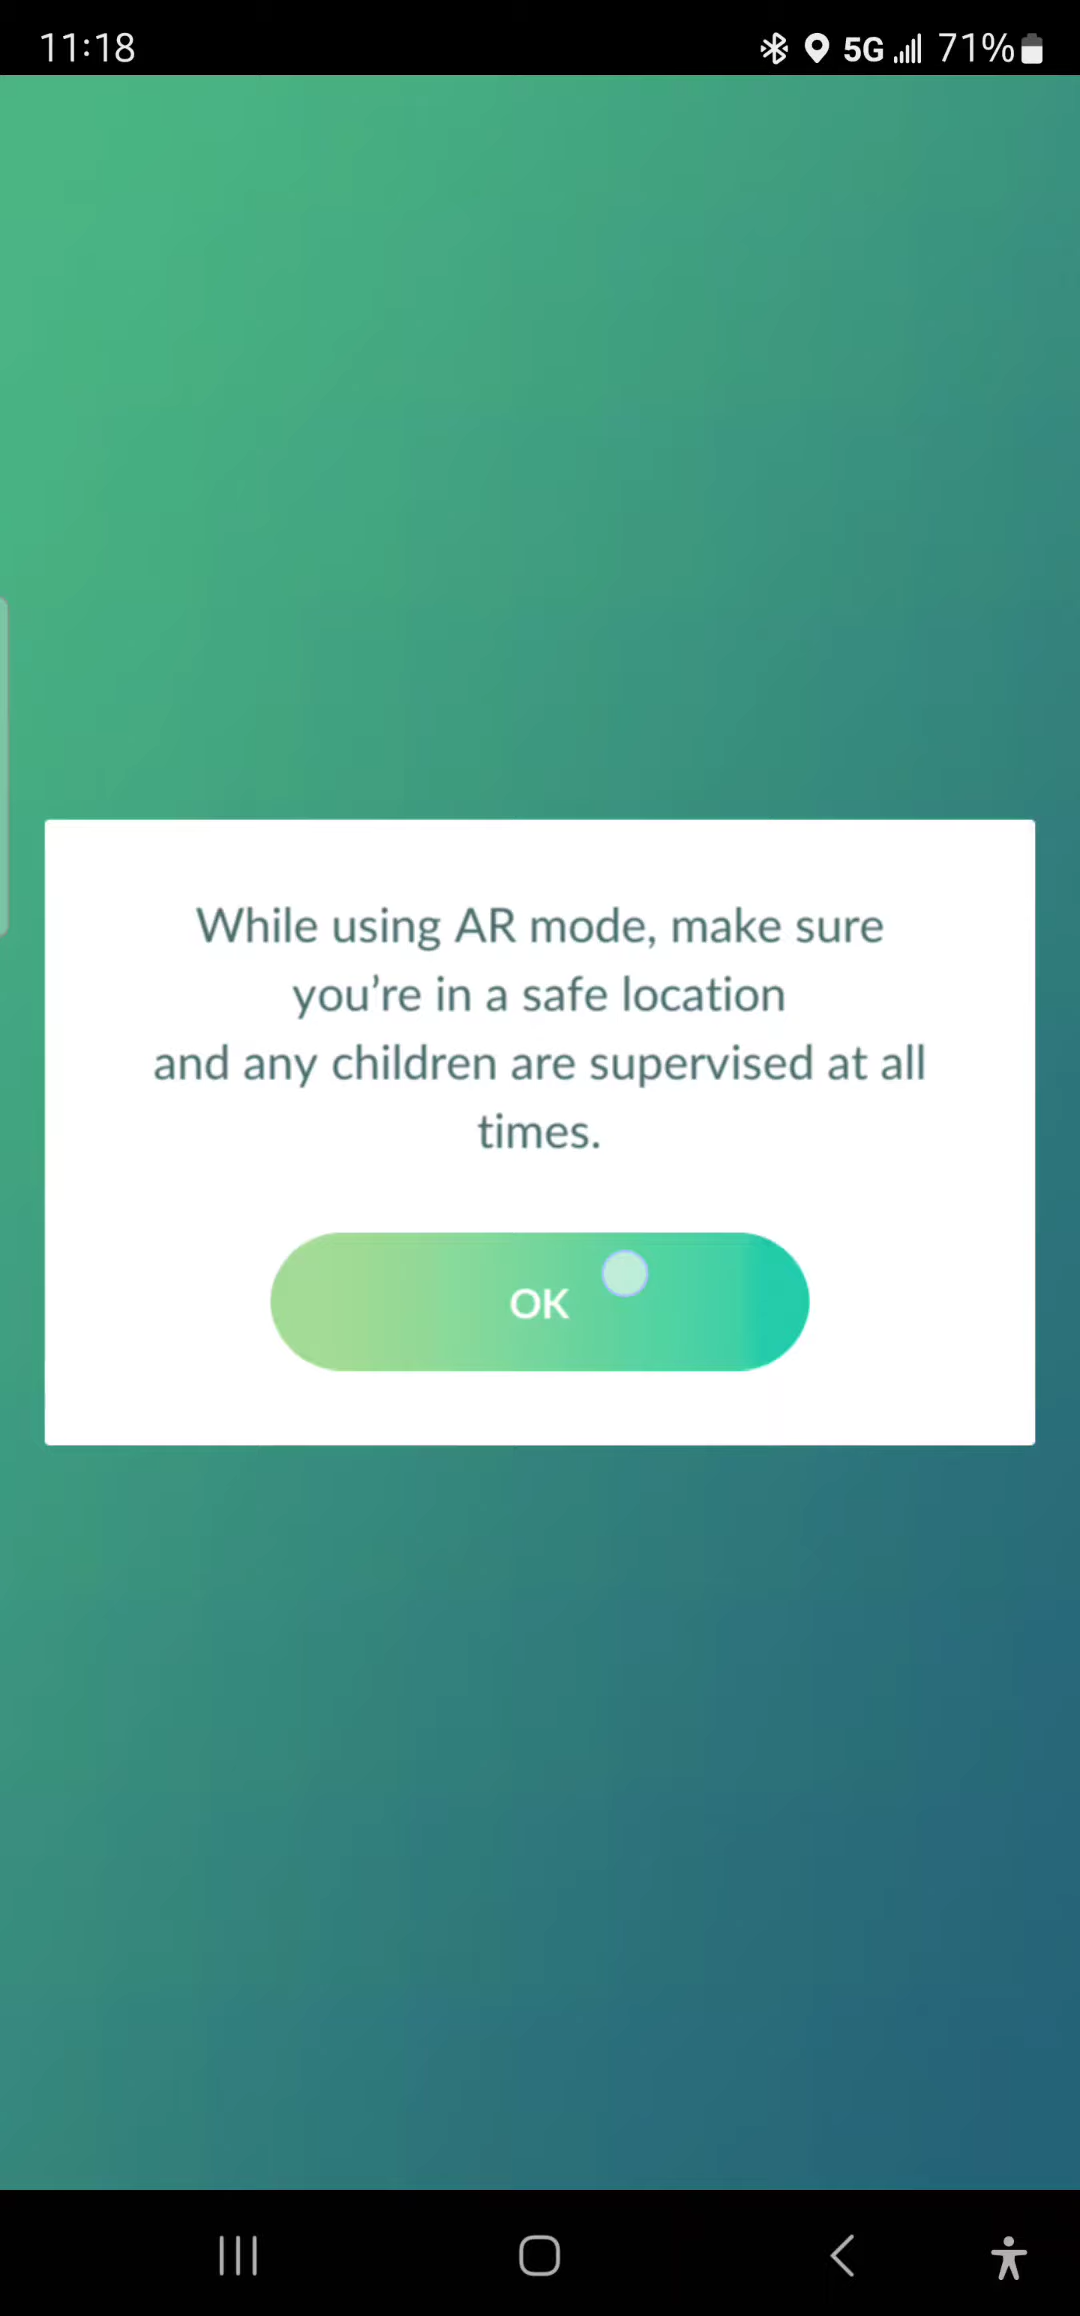 11:18 5G 71%
While using AR mode, make sure
you’re in a safe location
and any children are supervised at all
times.
OK